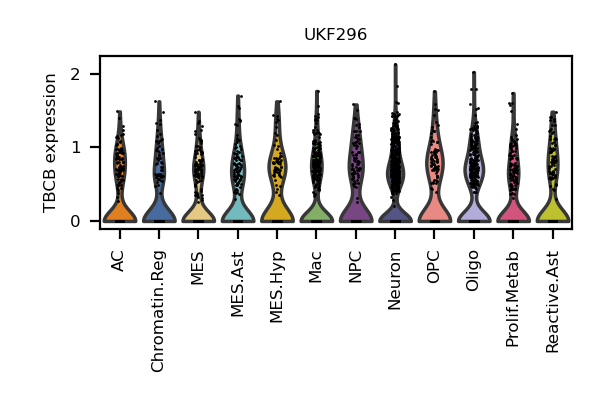 UKF296
TBCB expression
2
1
0
AC
Chromatin.Reg
MES
MES.Ast
MES.Hyp
Mac
NPC
Neuron
OPC
Oligo
Prolif.Metab
Reactive.Ast